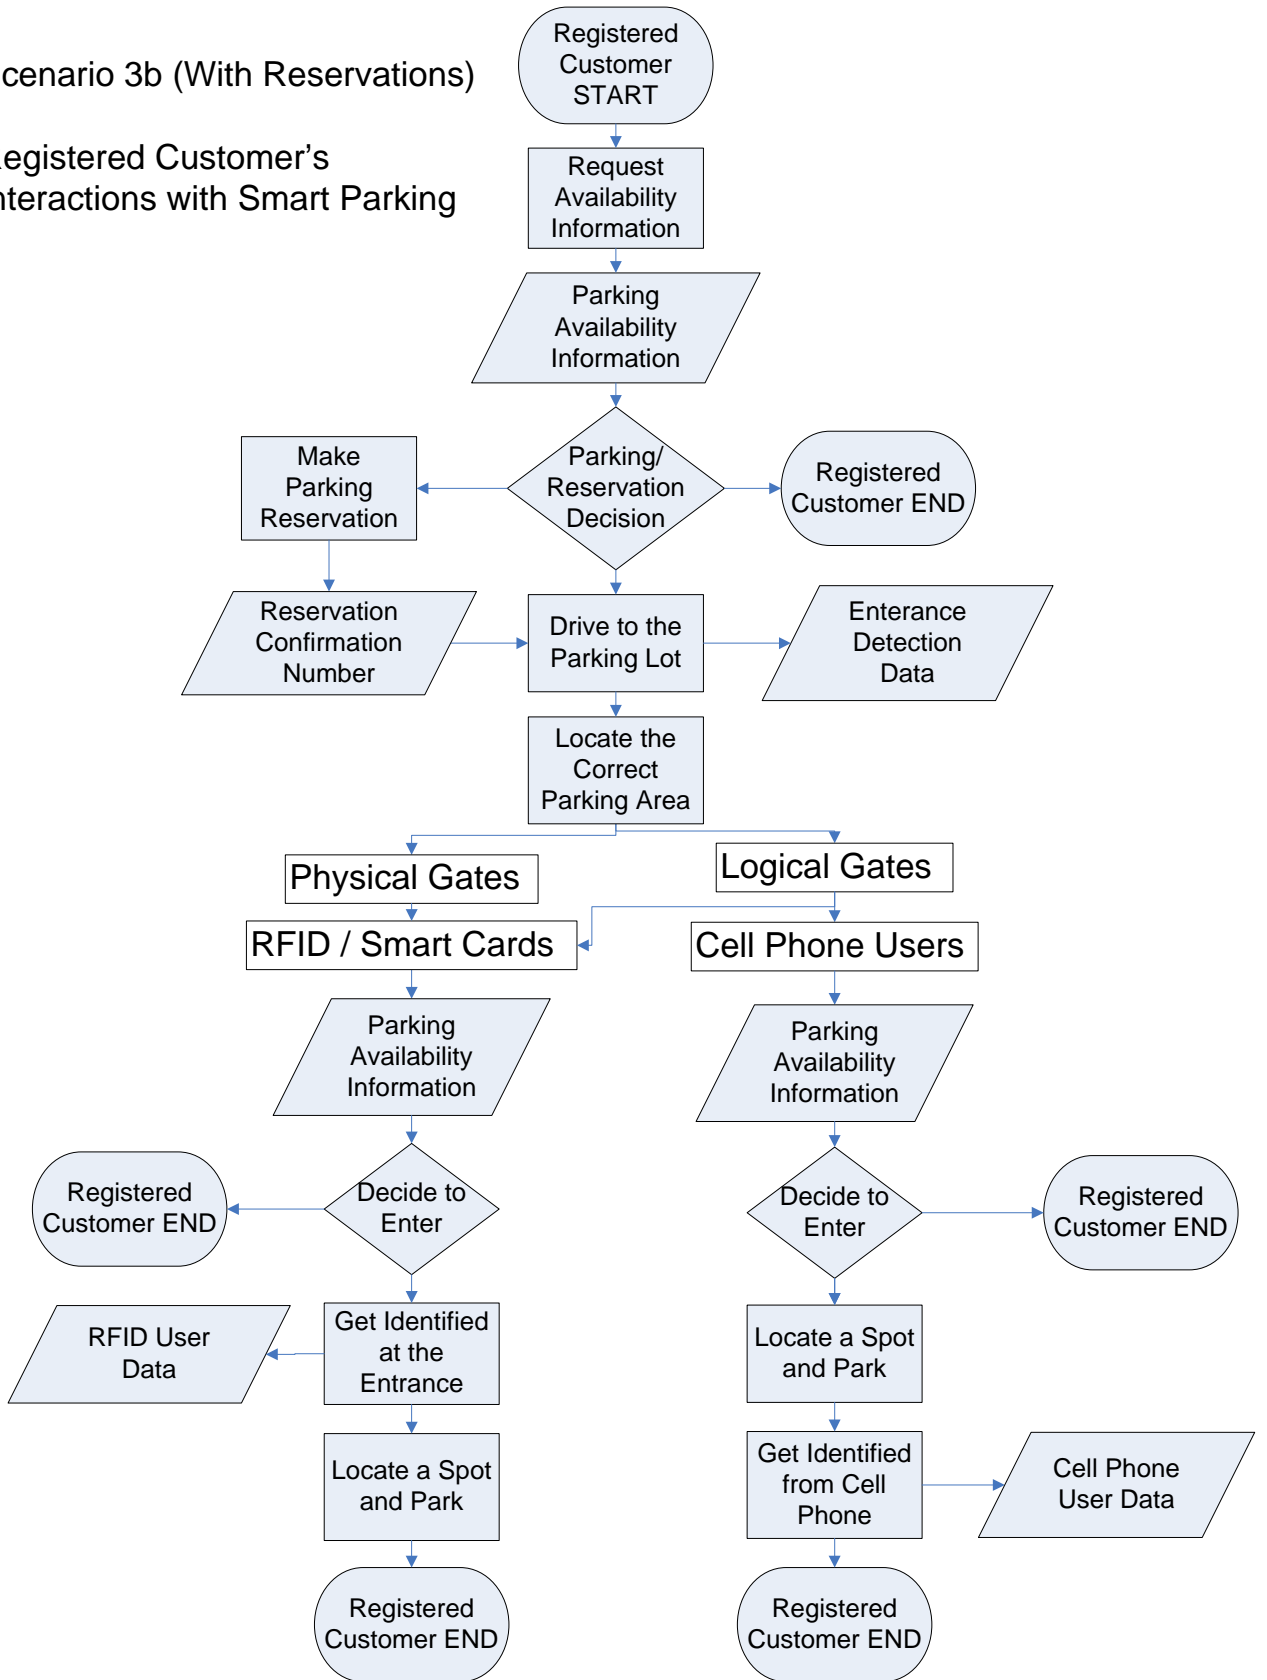 cenario 3b (With Reservations)
egistered Customer's
nteractions with Smart Parking
Registered
Customer
START
Request
Availability
Information
Parking
Availability
Information
Make
Parking
Reservation
Parking/
Reservation
Decision
Registered
Customer END
Reservation
Confirmation
Number
Drive to the
Parking Lot
Enterance
Detection
Data
Locate the
Correct
Parking Area
Physical Gates
Logical Gates
RFID / Smart Cards
Cell Phone Users
Parking
Availability
Information
Parking
Availability
Information
Registered
Customer END
Decide to
Enter
Decide to
Enter
Registered
Customer END
RFID User
Data
Get Identified
at the
Entrance
Locate a Spot
and Park
Locate a Spot
and Park
Get Identified
from Cell
Phone
Cell Phone
User Data
Registered
Customer END
Registered
Customer END